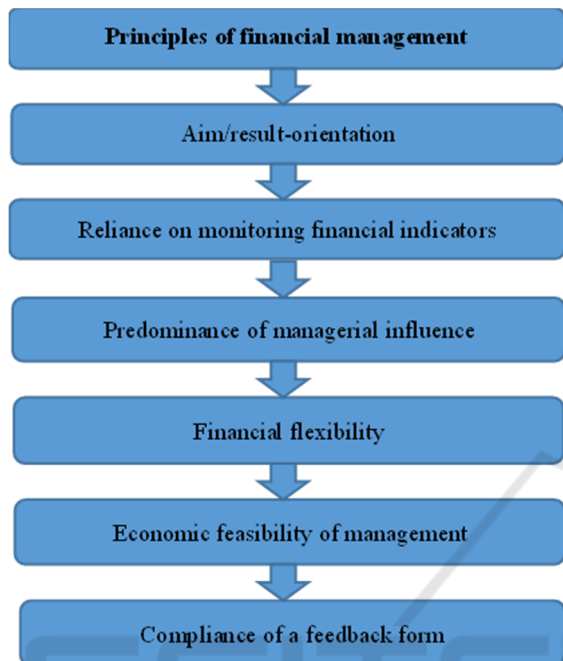 Principles of financial management
Aim/result-orientation
Reliance on monitoring financial indicators
Predominance of managerial influence
Financial flexibility
Economic feasibility of management
Compliance of a feedback form